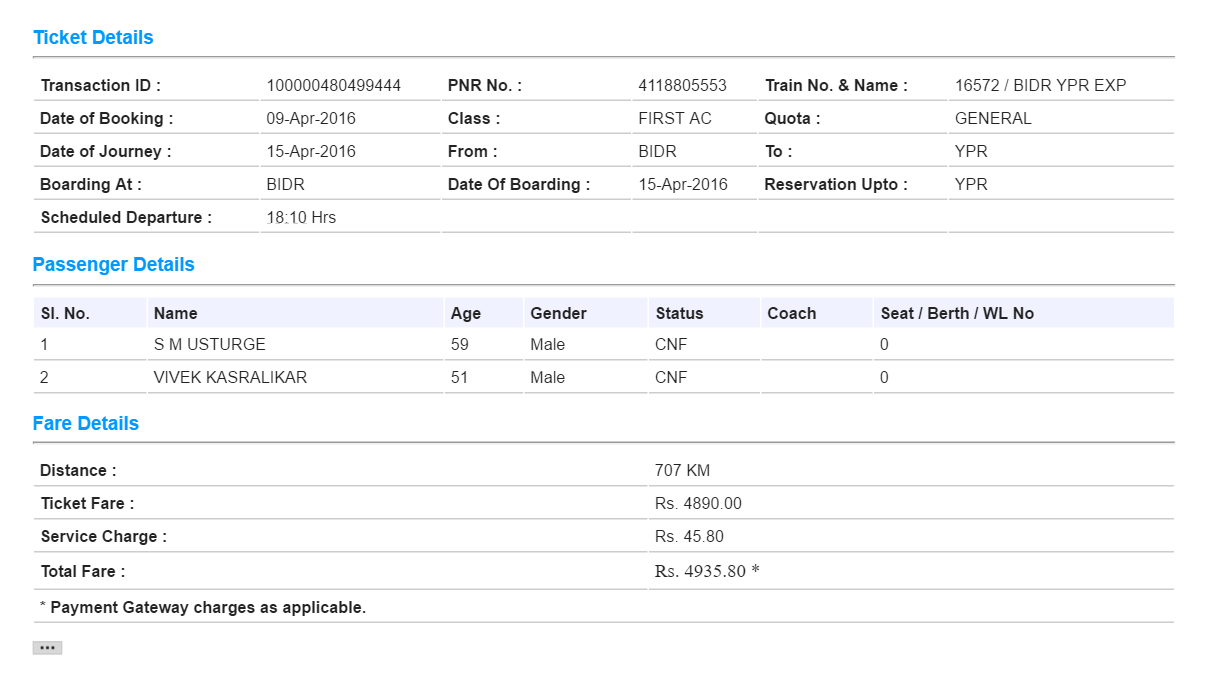 Ticket Details
Transaction ID : 100000480499444 PNR No. : 4118805553 Train No. & Name : 16572 / BIDR YPR EXP
Date of Booking : 09-Apr-2016 Class : FIRST AC Quota : GENERAL
Date of Journey : 15-Apr-2016 From : BIDR To : YPR
Boarding At : BIDR Date Of Boarding : 15-Apr-2016 Reservation Upto : YPR
Scheduled Departure : 18:10 Hrs
Passenger Details
Sl. No. Name Age Gender Status Coach Seat / Berth / WL No
1 S M USTURGE 59 Male CNF 0
2 VIVEK KASRALIKAR 51 Male CNF 0
Fare Details
Distance : 707 KM
Ticket Fare : Rs. 4890.00
Service Charge : Rs. 45.80
Total Fare : Rs. 4935.80 *
* Payment Gateway charges as applicable.